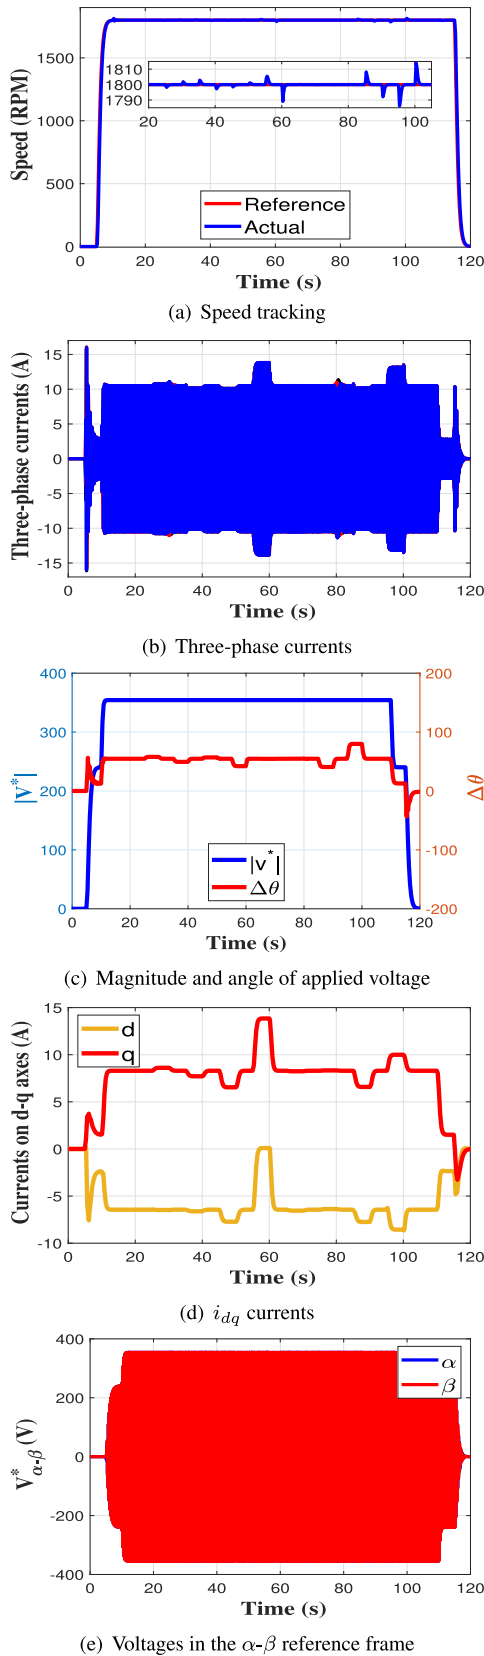 Speed (RPM)
1500
1000
500
0
1810
1800
1790
20 40 60 80 100
Reference
Actual
0 20 40 60 80 100 120
Time (s)
(a) Speed tracking
Three-phase currents (A)
15
10
5
0
-5
-10
-15
0 20 40 60 80 100 120
Time (s)
(b) Three-phase currents
|V*|
400
300
200
100
0
|v*|
Δθ
200
100
0
-100
-200
Δθ
0 20 40 60 80 100 120
Time (s)
(c) Magnitude and angle of applied voltage
Currents on d-q axes (A)
15
10
5
0
-5
-10
d
q
0 20 40 60 80 100 120
Time (s)
(d) i_{dq} currents
V*_{α-β} (V)
400
200
0
-200
-400
α
β
0 20 40 60 80 100 120
Time (s)
(e) Voltages in the α-β reference frame